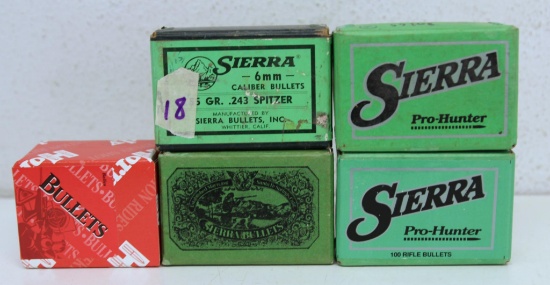 SIERRA
6mm
CALIBER BULLETS
GR. .243 SPITZER
MANUFACTURED BY
SIERRA BULLETS, INC.
WHITTIER, CALIF.
18
SIERRA
Pro-Hunter
BULLETS
SIERRA BULLETS
SIERRA
Pro-Hunter
100 RIFLE BULLETS